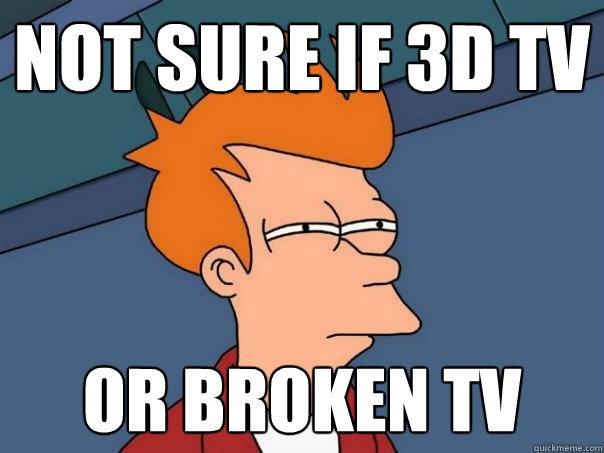 NOT SURE IF 3D TV
OR BROKEN TV
quickmeme.com